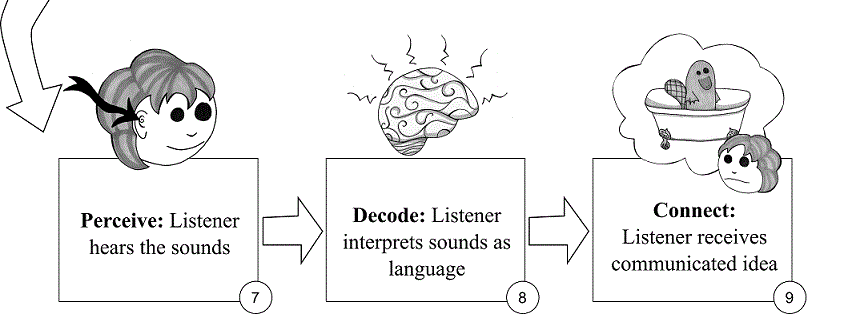 Perceive: Listener
hears the sounds
7
Decode: Listener
interprets sounds as
language
8
Connect:
Listener receives
communicated idea
9